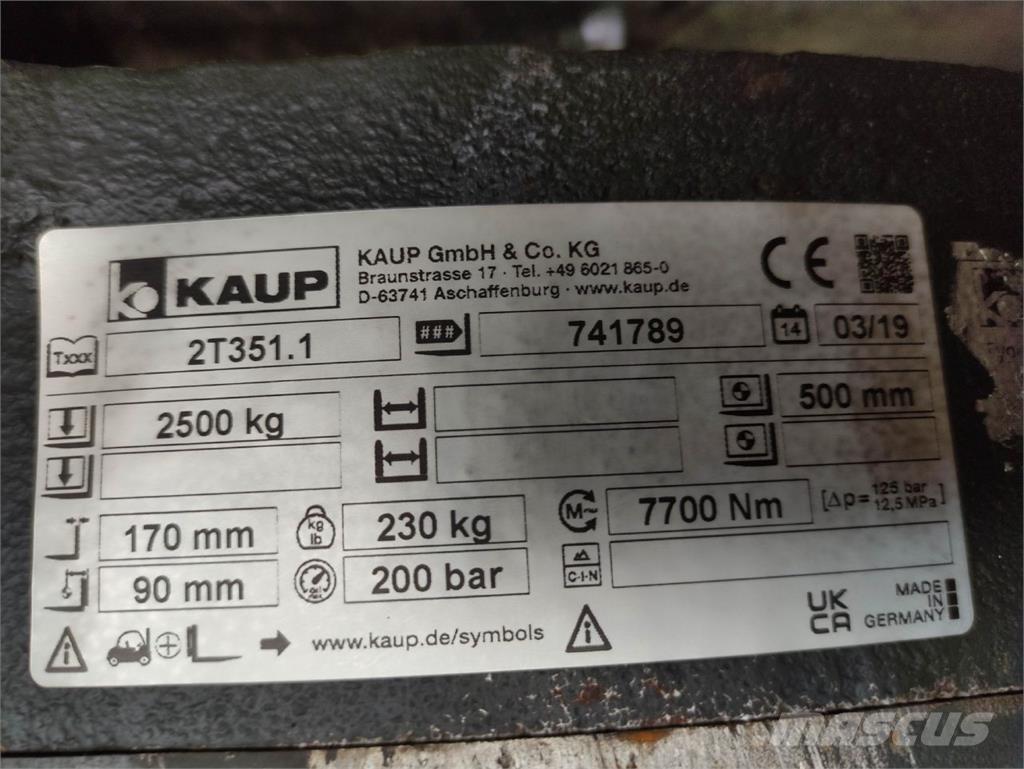 KAUP
KAUP GmbH & Co. KG
Braunstrasse 17 · Tel. +49 6021 865-0
D-63741 Aschaffenburg · www.kaup.de
CE
Txxx 2T351.1 ### 741789 14 03/19
2500 kg 500 mm
170 mm kg lb 230 kg M~ 7700 Nm [Δp= 125 bar 12,5 MPa]
90 mm 200 bar C-I-N
www.kaup.de/symbols
UK CA
MADE IN GERMANY
mascus